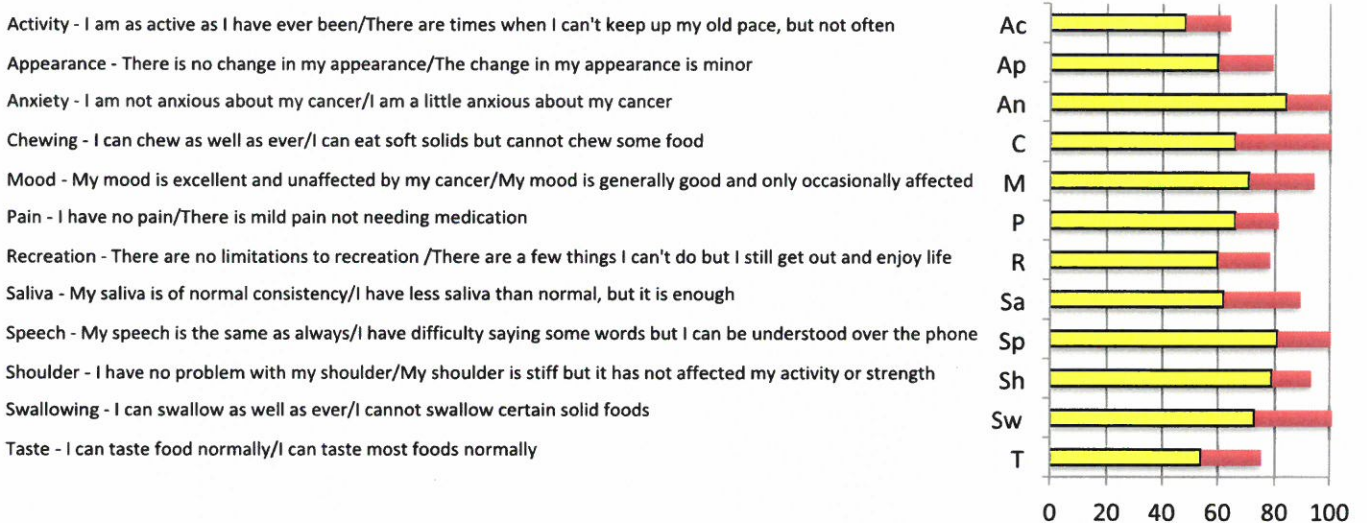 Activity - I am as active as I have ever been/There are times when I can't keep up my old pace, but not often Ac
Appearance - There is no change in my appearance/The change in my appearance is minor Ap
Anxiety - I am not anxious about my cancer/I am a little anxious about my cancer An
Chewing - I can chew as well as ever/I can eat soft solids but cannot chew some food C
Mood - My mood is excellent and unaffected by my cancer/My mood is generally good and only occasionally affected M
Pain - I have no pain/There is mild pain not needing medication P
Recreation - There are no limitations to recreation /There are a few things I can't do but I still get out and enjoy life R
Saliva - My saliva is of normal consistency/I have less saliva than normal, but it is enough Sa
Speech - My speech is the same as always/I have difficulty saying some words but I can be understood over the phone Sp
Shoulder - I have no problem with my shoulder/My shoulder is stiff but it has not affected my activity or strength Sh
Swallowing - I can swallow as well as ever/I cannot swallow certain solid foods Sw
Taste - I can taste food normally/I can taste most foods normally T
0 20 40 60 80 100